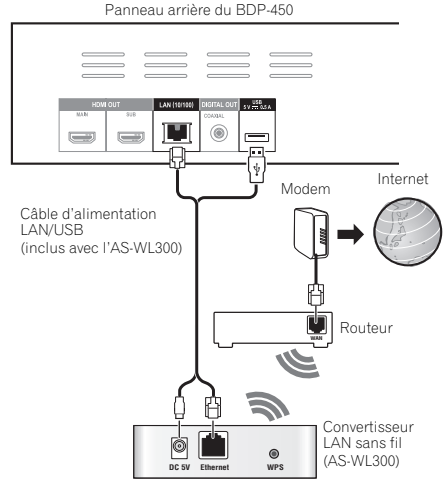 Panneau arrière du BDP-450
HDMI OUT
MAIN
SUB
LAN (10/100)
DIGITAL OUT
COAXIAL
USB
5 V ⎓ 0.5 A
Internet
Modem
Câble d'alimentation
LAN/USB
(inclus avec l'AS-WL300)
WAN
Routeur
Convertisseur
LAN sans fil
(AS-WL300)
DC 5V
Ethernet
WPS